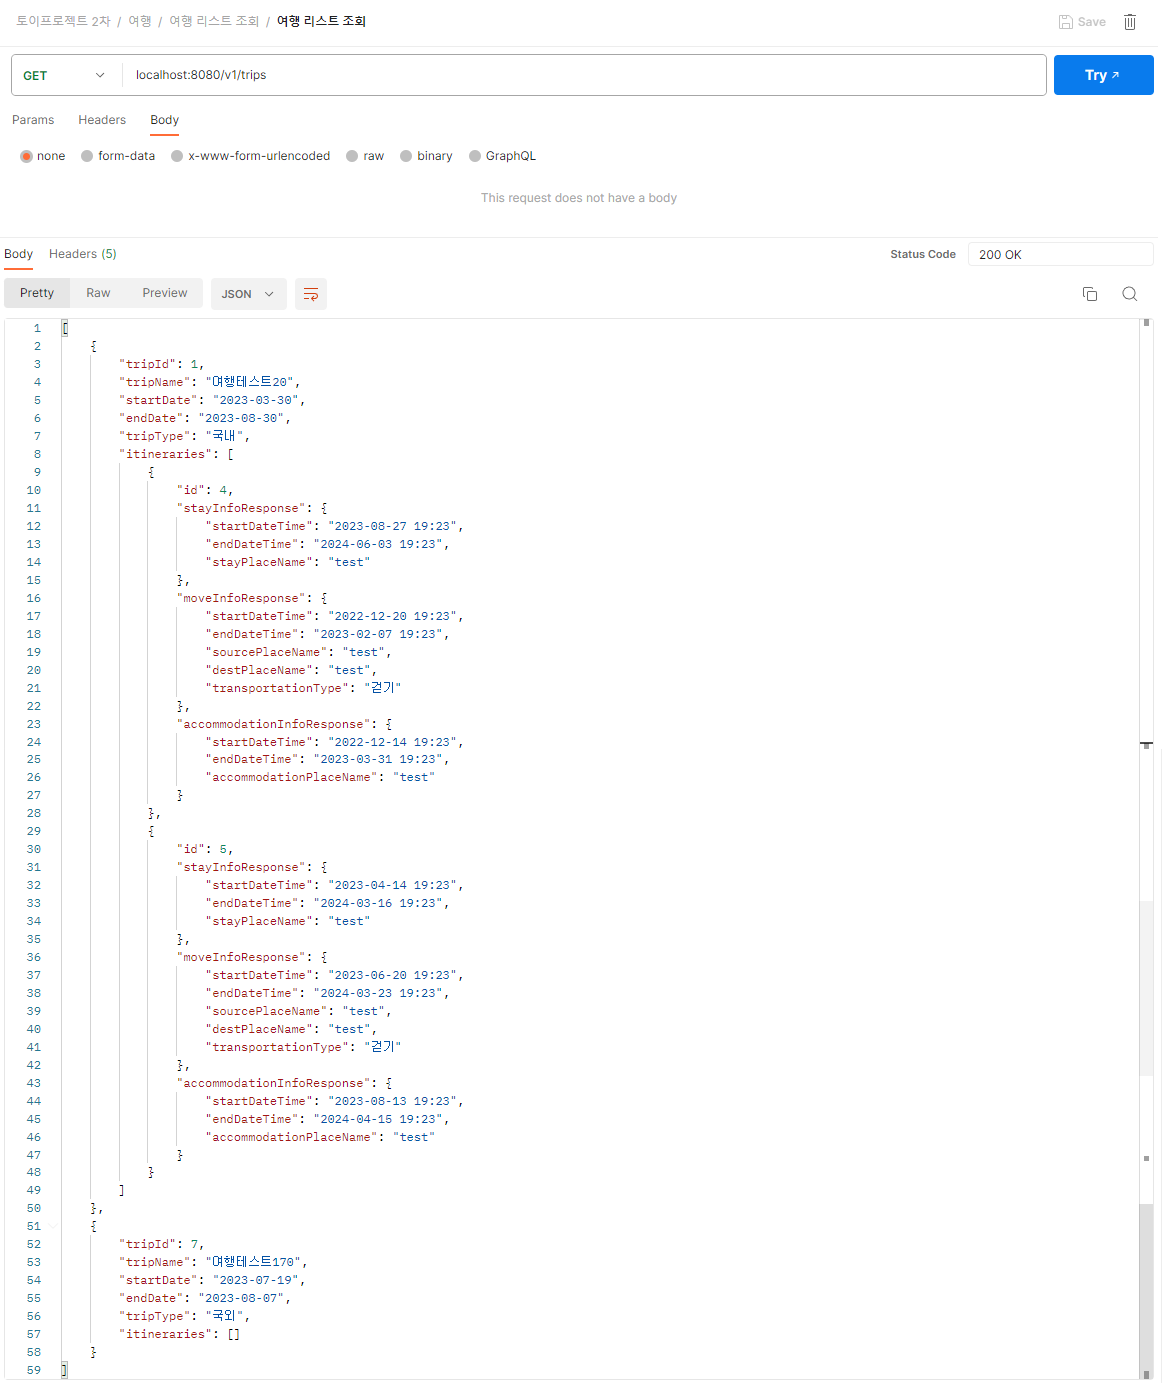 토이프로젝트 2차 / 여행 / 여행 리스트 조회 / 여행 리스트 조회 Save
GET localhost:8080/v1/trips Try ↗
Params Headers Body
none form-data x-www-form-urlencoded raw binary GraphQL
This request does not have a body
Body Headers (5) Status Code 200 OK
Pretty Raw Preview JSON
1 [
2 {
3 "tripId": 1,
4 "tripName": "여행테스트20",
5 "startDate": "2023-03-30",
6 "endDate": "2023-08-30",
7 "tripType": "국내",
8 "itineraries": [
9 {
10 "id": 4,
11 "stayInfoResponse": {
12 "startDateTime": "2023-08-27 19:23",
13 "endDateTime": "2024-06-03 19:23",
14 "stayPlaceName": "test"
15 },
16 "moveInfoResponse": {
17 "startDateTime": "2022-12-20 19:23",
18 "endDateTime": "2023-02-07 19:23",
19 "sourcePlaceName": "test",
20 "destPlaceName": "test",
21 "transportationType": "걷기"
22 },
23 "accommodationInfoResponse": {
24 "startDateTime": "2022-12-14 19:23",
25 "endDateTime": "2023-03-31 19:23",
26 "accommodationPlaceName": "test"
27 }
28 },
29 {
30 "id": 5,
31 "stayInfoResponse": {
32 "startDateTime": "2023-04-14 19:23",
33 "endDateTime": "2024-03-16 19:23",
34 "stayPlaceName": "test"
35 },
36 "moveInfoResponse": {
37 "startDateTime": "2023-06-20 19:23",
38 "endDateTime": "2024-03-23 19:23",
39 "sourcePlaceName": "test",
40 "destPlaceName": "test",
41 "transportationType": "걷기"
42 },
43 "accommodationInfoResponse": {
44 "startDateTime": "2023-08-13 19:23",
45 "endDateTime": "2024-04-15 19:23",
46 "accommodationPlaceName": "test"
47 }
48 }
49 ]
50 },
51 {
52 "tripId": 7,
53 "tripName": "여행테스트170",
54 "startDate": "2023-07-19",
55 "endDate": "2023-08-07",
56 "tripType": "국외",
57 "itineraries": []
58 }
59 ]